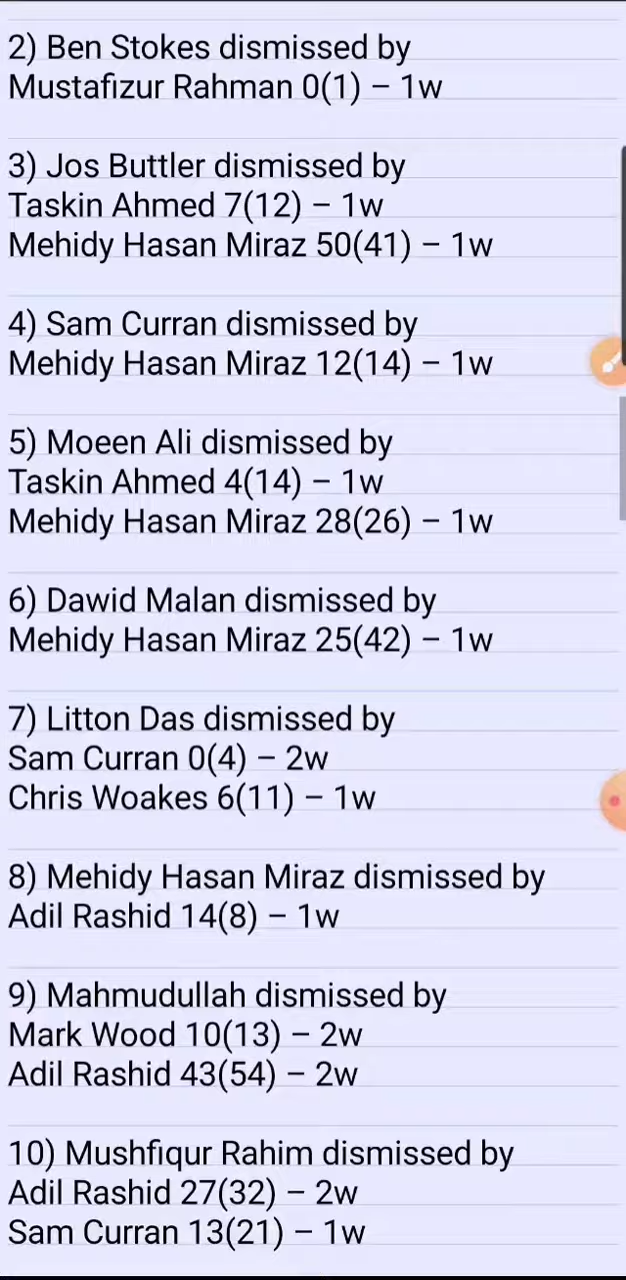 2) Ben Stokes dismissed by
Mustafizur Rahman 0(1) – 1w
3) Jos Buttler dismissed by
Taskin Ahmed 7(12) – 1w
Mehidy Hasan Miraz 50(41) – 1w
4) Sam Curran dismissed by
Mehidy Hasan Miraz 12(14) – 1w
5) Moeen Ali dismissed by
Taskin Ahmed 4(14) – 1w
Mehidy Hasan Miraz 28(26) – 1w
6) Dawid Malan dismissed by
Mehidy Hasan Miraz 25(42) – 1w
7) Litton Das dismissed by
Sam Curran 0(4) – 2w
Chris Woakes 6(11) – 1w
8) Mehidy Hasan Miraz dismissed by
Adil Rashid 14(8) – 1w
9) Mahmudullah dismissed by
Mark Wood 10(13) – 2w
Adil Rashid 43(54) – 2w
10) Mushfiqur Rahim dismissed by
Adil Rashid 27(32) – 2w
Sam Curran 13(21) – 1w